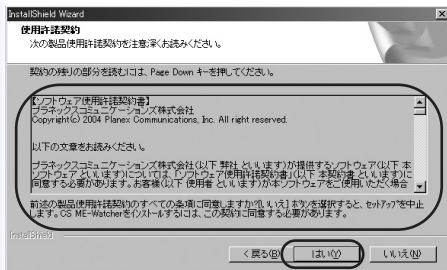 InstallShield Wizard
使用許諾契約
次の製品使用許諾契約を注意深くお読みください。
契約の残りの部分を読むには、Page Down キーを押してください。
【ソフトウェア使用許諾契約書】
プラネックスコミュニケーションズ株式会社
Copyright(c) 2004 Planex Communications, Inc. All right reserved.
以下の文章をお読みください。
プラネックスコミュニケーションズ株式会社(以下 弊社 といいます)が提供するソフトウェア(以下 本
ソフトウェア といいます)については、「ソフトウェア使用許諾契約書」(以下 本契約書 といいます)に
同意する必要があります。お客様(以下 使用者 といいます)が本ソフトウェアをご使用いただく場合
前述の製品使用許諾契約のすべての条項に同意しますか?[いいえ] ボタンを選択すると、セットアップを中止
します。CS ME-Watcherをインストールするには、この契約に同意する必要があります。
InstallShield
< 戻る(B)
はい(Y)
いいえ(N)